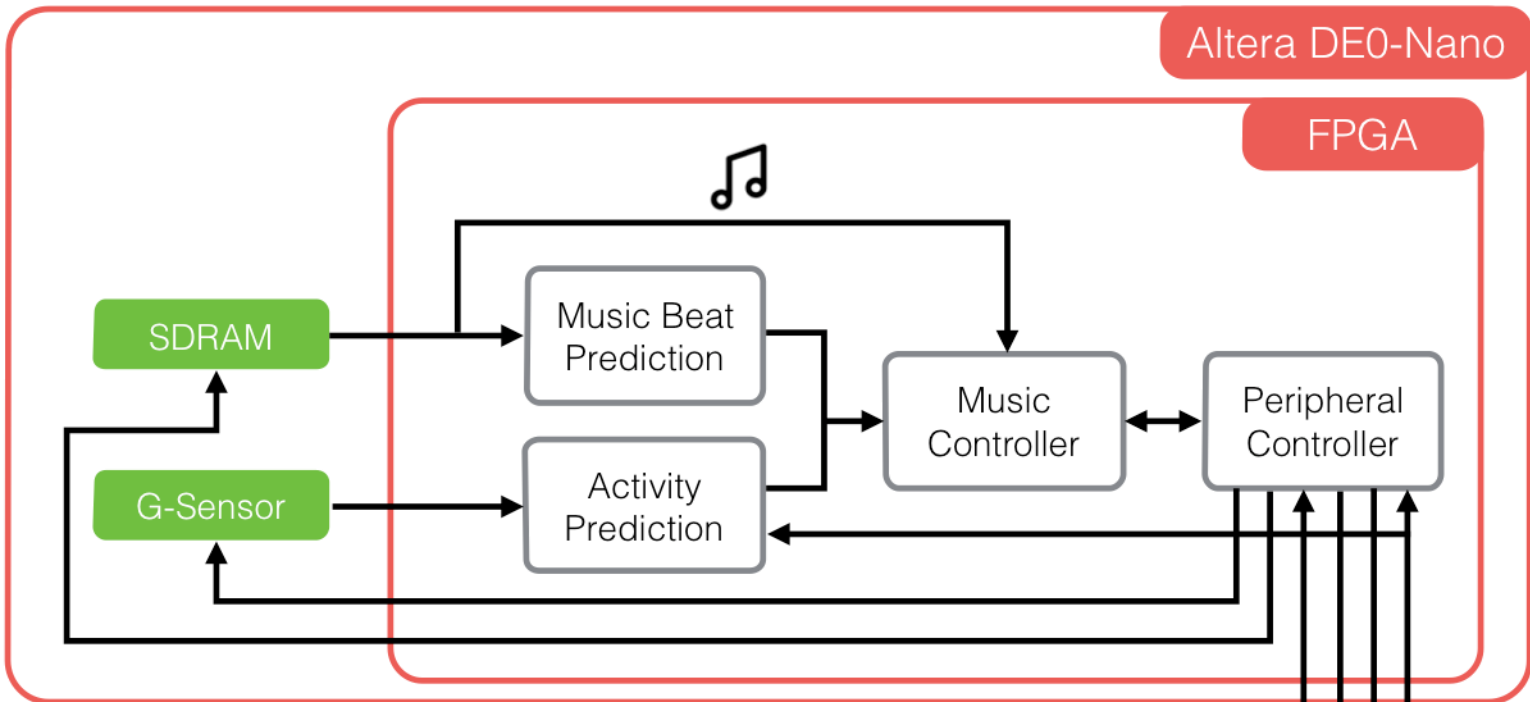 Altera DE0-Nano
FPGA
SDRAM
Music Beat
Prediction
Music
Controller
Peripheral
Controller
G-Sensor
Activity
Prediction